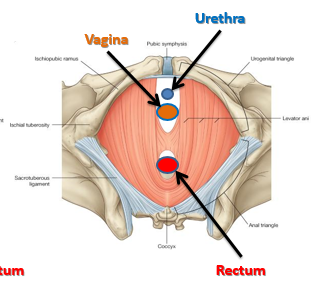 Urethra
Vagina
Pubic symphysis
Ischiopubic ramus
Urogenital triangle
Levator ani
Ischial tuberosity
Sacrotuberous
ligament
Anal triangle
Coccyx
tum
Rectum